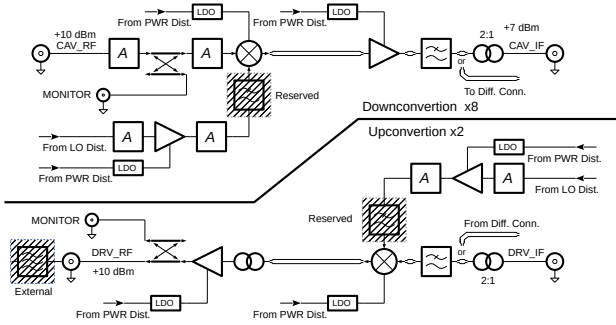 From PWR Dist.
LDO
From PWR Dist.
LDO
+10 dBm
CAV_RF
A
A
2:1
+7 dBm
CAV_IF
or
To Diff. Conn.
MONITOR
Reserved
Downconvertion x8
A
A
From LO Dist.
LDO
From PWR Dist.
Upconvertion x2
LDO
From PWR Dist.
A
A
From LO Dist.
Reserved
MONITOR
From Diff. Conn.
or
DRV_RF
+10 dBm
DRV_IF
2:1
External
LDO
From PWR Dist.
LDO
From PWR Dist.